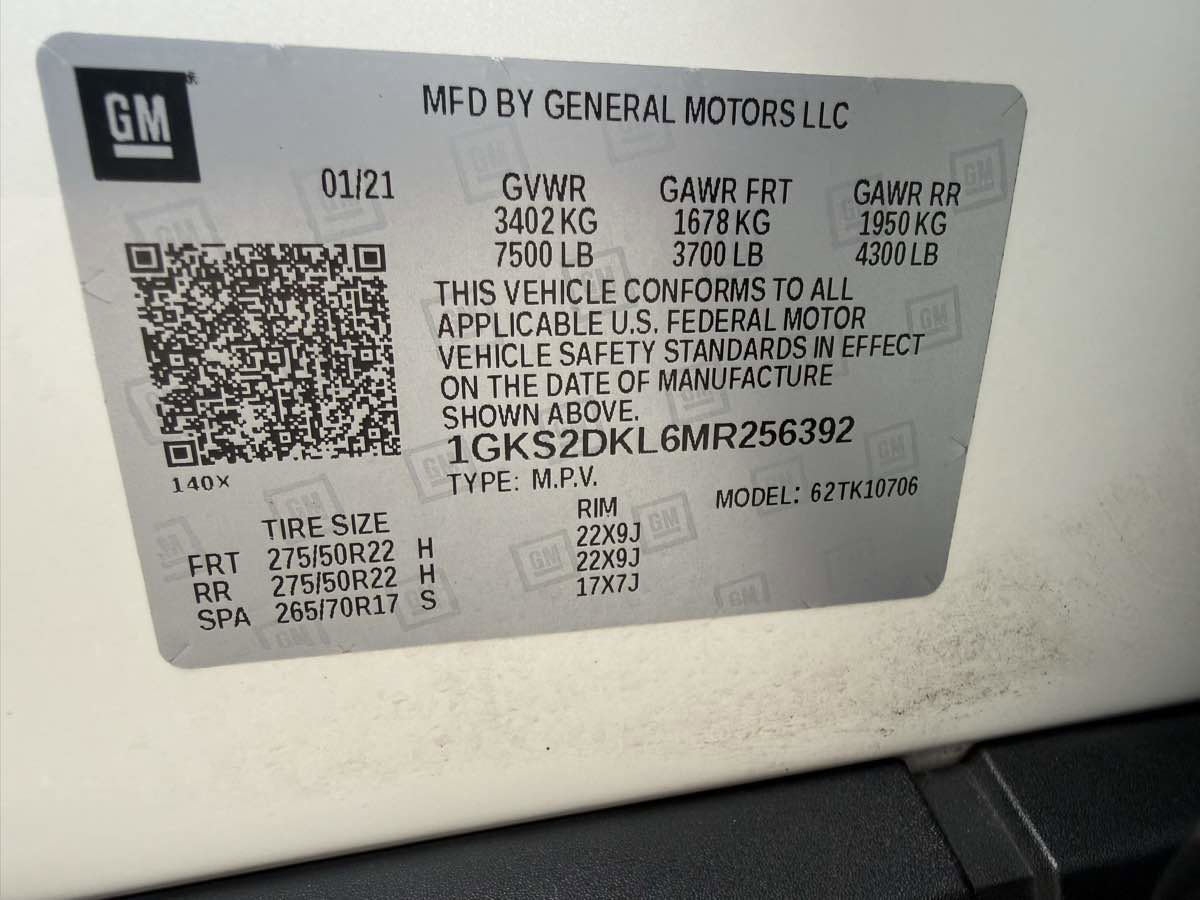 GM
MFD BY GENERAL MOTORS LLC
01/21 GVWR GAWR FRT GAWR RR
3402 KG 1678 KG 1950 KG
7500 LB 3700 LB 4300 LB
THIS VEHICLE CONFORMS TO ALL
APPLICABLE U.S. FEDERAL MOTOR
VEHICLE SAFETY STANDARDS IN EFFECT
ON THE DATE OF MANUFACTURE
SHOWN ABOVE.
1GKS2DKL6MR256392
140X
TYPE: M.P.V. MODEL: 62TK10706
TIRE SIZE RIM
FRT 275/50R22 H 22X9J
RR 275/50R22 H 22X9J
SPA 265/70R17 S 17X7J